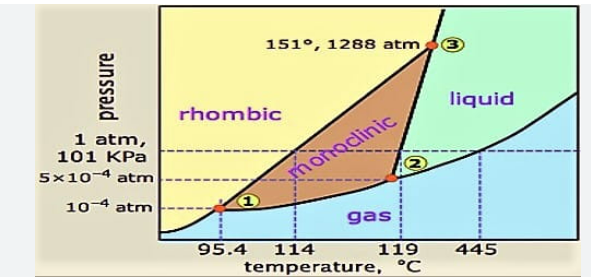 pressure
151°, 1288 atm
3
rhombic
liquid
monoclinic
1 atm,
101 KPa
2
5×10⁻⁴ atm
1
10⁻⁴ atm
gas
95.4 114 119 445
temperature, °C